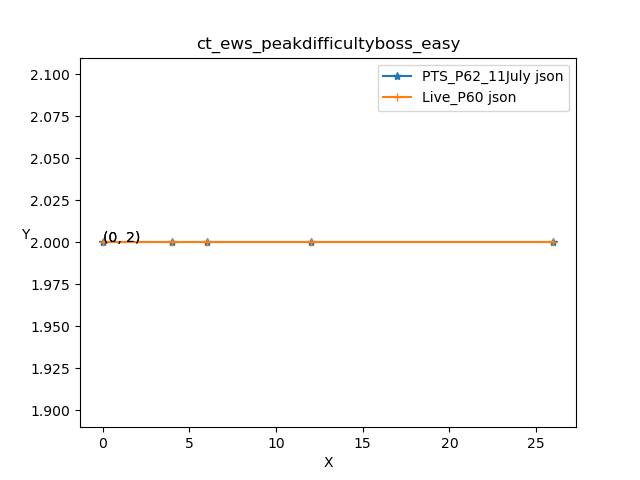 ct_ews_peakdifficultyboss_easy
PTS_P62_11July json
Live_P60 json
2.100
2.075
2.050
2.025
Y
2.000
(0, 2)
1.975
1.950
1.925
1.900
0 5 10 15 20 25
X